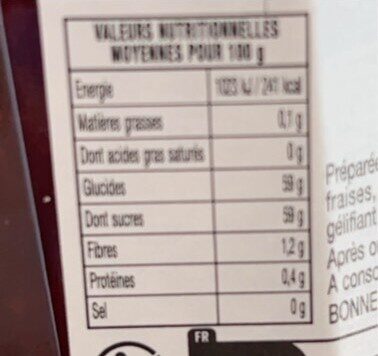 VALEURS NUTRITIONNELLES
MOYENNES POUR 100 g
Energie 1023 kJ / 241 kcal
Matières grasses 0,1 g
Dont acides gras saturés 0 g
Glucides 59 g
Dont sucres 59 g
Fibres 1,2 g
Protéines 0,4 g
Sel 0 g
FR
Préparé
fraises,
gélifiant
Après o
A conso
BONNE